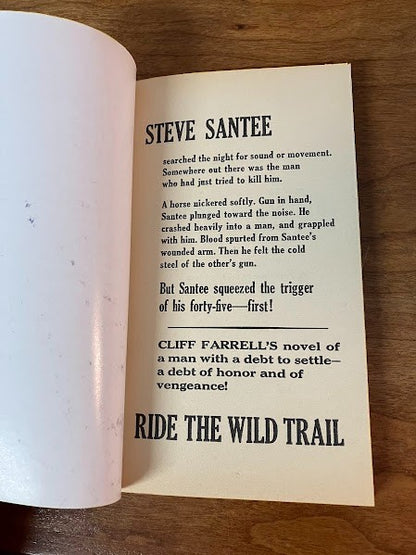 STEVE SANTEE
searched the night for sound or movement.
Somewhere out there was the man
who had just tried to kill him.
A horse nickered softly. Gun in hand,
Santee plunged toward the noise. He
crashed heavily into a man, and grappled
with him. Blood spurted from Santee's
wounded arm. Then he felt the cold
steel of the other's gun.
But Santee squeezed the trigger
of his forty-five—first!
CLIFF FARRELL'S novel of
a man with a debt to settle—
a debt of honor and of
vengeance!
RIDE THE WILD TRAIL